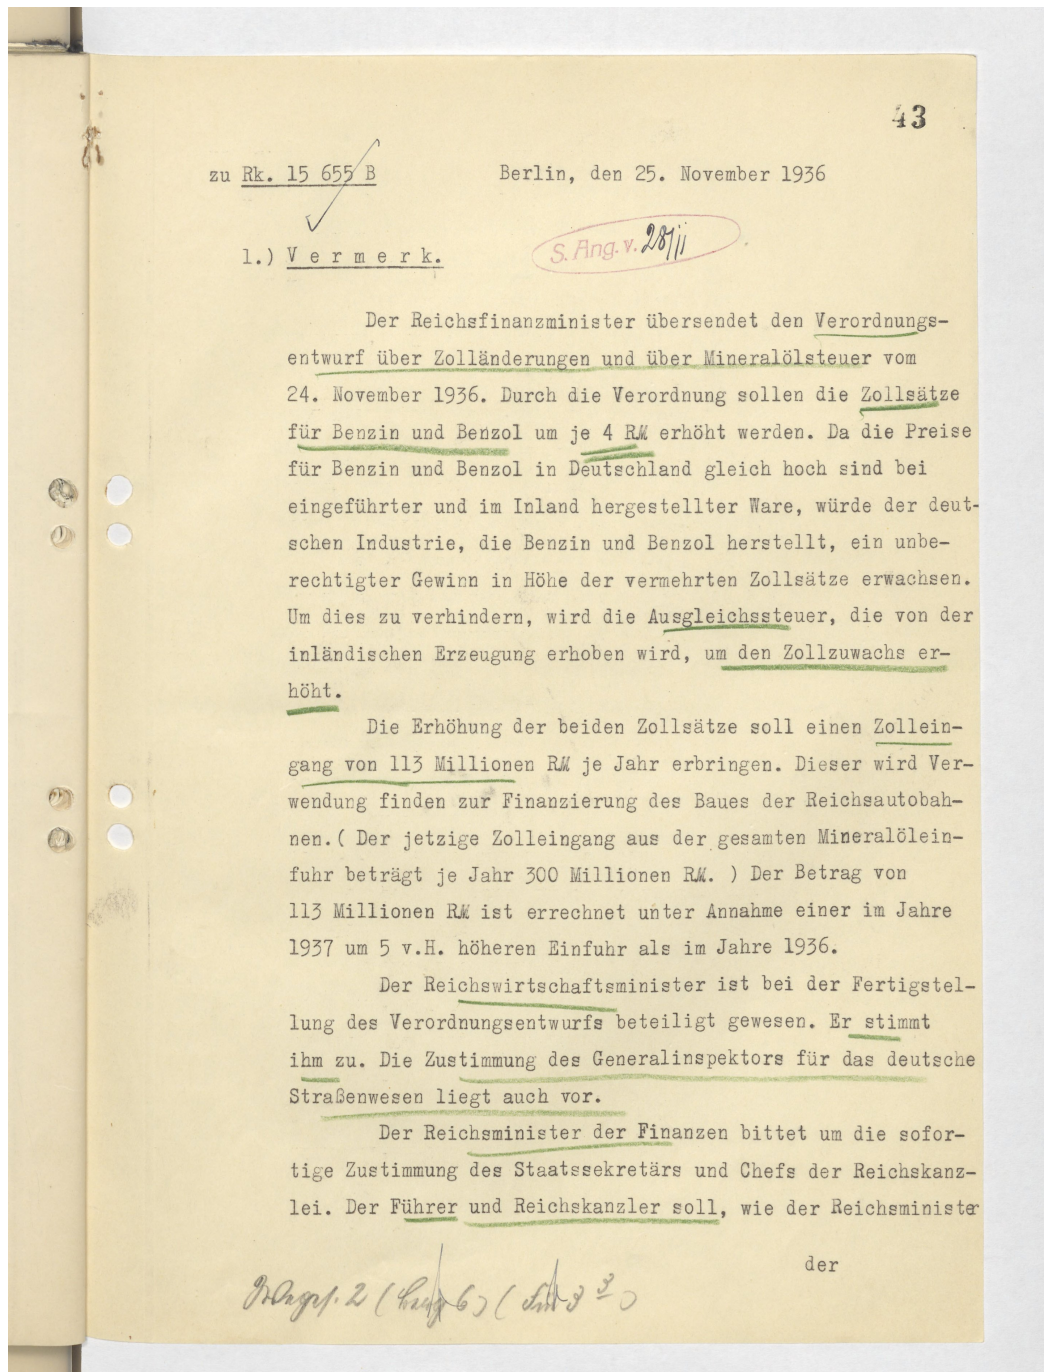 43
zu Rk. 15 655 B
Berlin, den 25. November 1936
S. Ang. v. 28/11
1.) Vermerk.
Der Reichsfinanzminister übersendet den Verordnungs-
entwurf über Zolländerungen und über Mineralölsteuer vom
24. November 1936. Durch die Verordnung sollen die Zollsätze
für Benzin und Benzol um je 4 RM erhöht werden. Da die Preise
für Benzin und Benzol in Deutschland gleich hoch sind bei
eingeführter und im Inland hergestellter Ware, würde der deut-
schen Industrie, die Benzin und Benzol herstellt, ein unbe-
rechtigter Gewinn in Höhe der vermehrten Zollsätze erwachsen.
Um dies zu verhindern, wird die Ausgleichssteuer, die von der
inländischen Erzeugung erhoben wird, um den Zollzuwachs er-
höht.
Die Erhöhung der beiden Zollsätze soll einen Zollein-
gang von 113 Millionen RM je Jahr erbringen. Dieser wird Ver-
wendung finden zur Finanzierung des Baues der Reichsautobah-
nen.( Der jetzige Zolleingang aus der gesamten Mineralölein-
fuhr beträgt je Jahr 300 Millionen RM. ) Der Betrag von
113 Millionen RM ist errechnet unter Annahme einer im Jahre
1937 um 5 v.H. höheren Einfuhr als im Jahre 1936.
Der Reichswirtschaftsminister ist bei der Fertigstel-
lung des Verordnungsentwurfs beteiligt gewesen. Er stimmt
ihm zu. Die Zustimmung des Generalinspektors für das deutsche
Straßenwesen liegt auch vor.
Der Reichsminister der Finanzen bittet um die sofor-
tige Zustimmung des Staatssekretärs und Chefs der Reichskanz-
lei. Der Führer und Reichskanzler soll, wie der Reichsminister
der